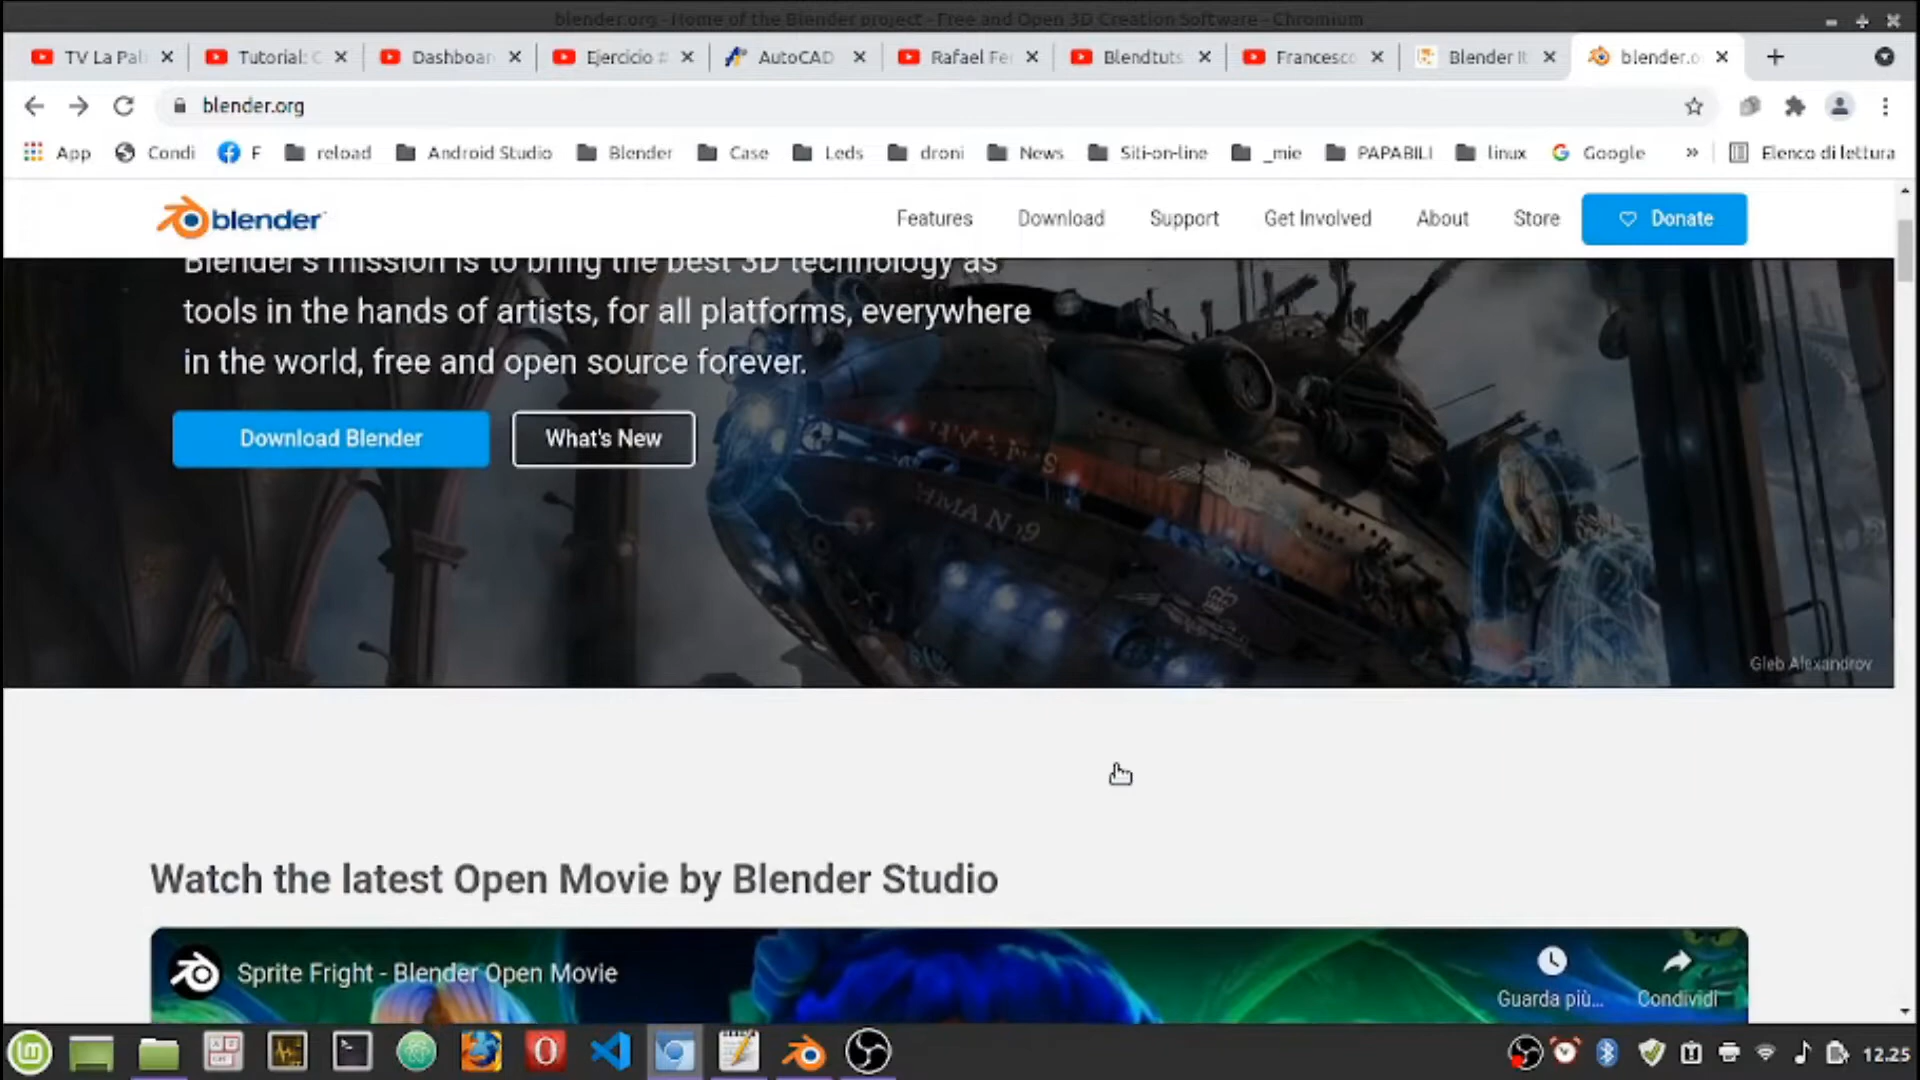 blender.org - Home of the Blender project - Free and Open 3D Creation Software - Chromium
TV La Pal
Tutorial: C
Dashboar
Ejercicio #
AutoCAD
Rafael Fer
Blendtuts
Francesco
Blender It
blender.o
blender.org
App
Condi
F
reload
Android Studio
Blender
Case
Leds
droni
News
Siti-on-line
_mie
PAPABILI
linux
Google
»
Elenco di lettura
blender
Features
Download
Support
Get Involved
About
Store
Donate
Blender's mission is to bring the best 3D technology as
tools in the hands of artists, for all platforms, everywhere
in the world, free and open source forever.
Download Blender
What's New
Gleb Alexandrov
Watch the latest Open Movie by Blender Studio
Sprite Fright - Blender Open Movie
Guarda più...
Condividi
12.25